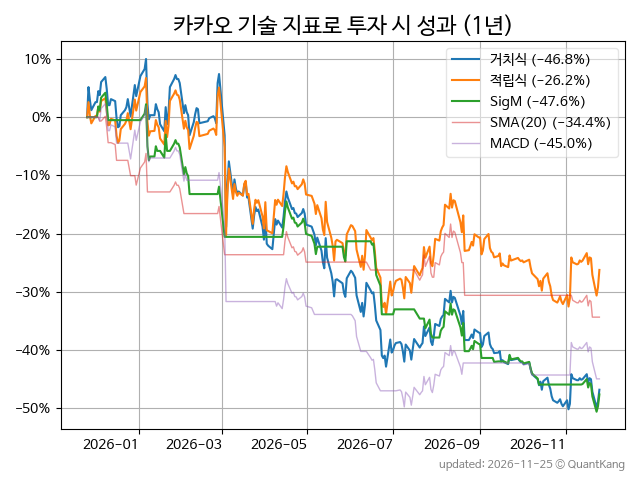 카카오 기술 지표로 투자 시 성과 (1년)
거치식 (−46.8%)
적립식 (−26.2%)
SigM (−47.6%)
SMA(20) (−34.4%)
MACD (−45.0%)
10%
0%
−10%
−20%
−30%
−40%
−50%
2026-01 2026-03 2026-05 2026-07 2026-09 2026-11
updated: 2026-11-25 © QuantKang